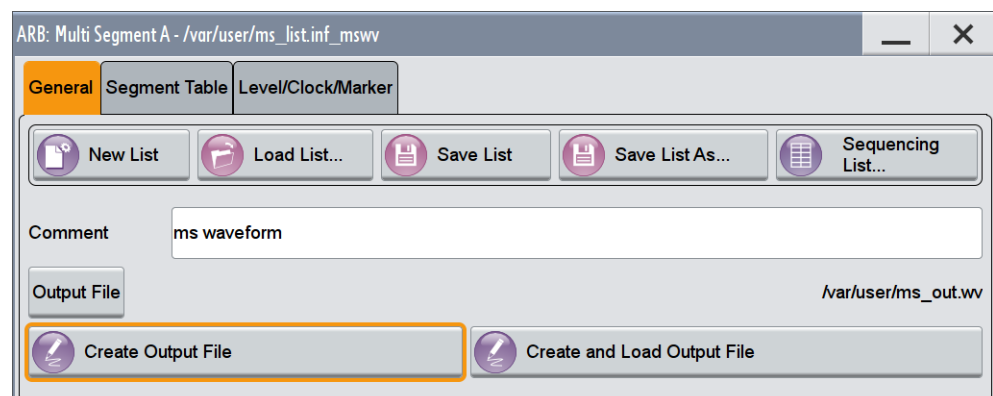 ARB: Multi Segment A - /var/user/ms_list.inf_mswv
General Segment Table Level/Clock/Marker
New List Load List... Save List Save List As... Sequencing
List...
Comment ms waveform
Output File /var/user/ms_out.wv
Create Output File Create and Load Output File